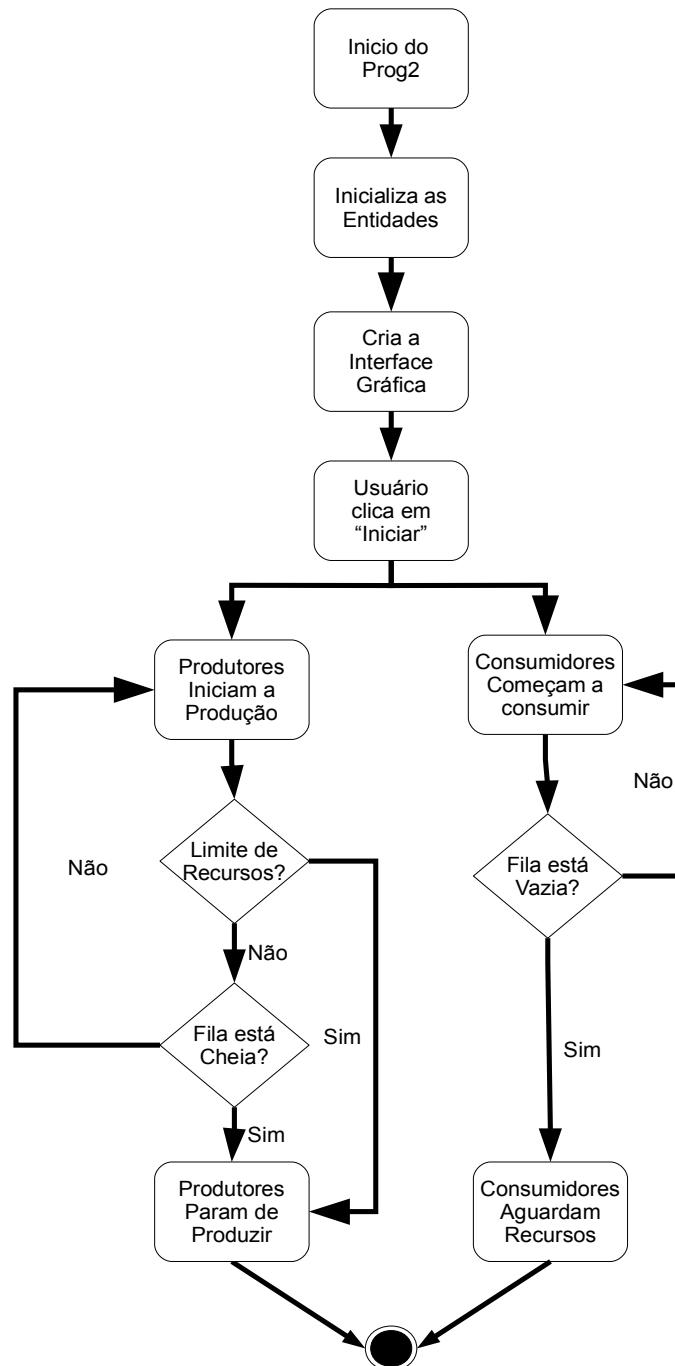 Inicio do
Prog2
Inicializa as
Entidades
Cria a
Interface
Gráfica
Usuário
clica em
“Iniciar”
Produtores
Iniciam a
Produção
Consumidores
Começam a
consumir
Não
Limite de
Recursos?
Não
Fila está
Vazia?
Não
Fila está
Cheia?
Sim
Sim
Sim
Produtores
Param de
Produzir
Consumidores
Aguardam
Recursos